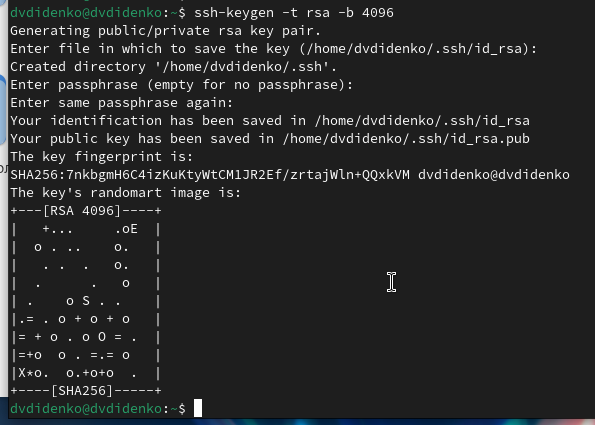 dvdidenko@dvdidenko:~$ ssh-keygen -t rsa -b 4096
Generating public/private rsa key pair.
Enter file in which to save the key (/home/dvdidenko/.ssh/id_rsa):
Created directory '/home/dvdidenko/.ssh'.
Enter passphrase (empty for no passphrase):
Enter same passphrase again:
Your identification has been saved in /home/dvdidenko/.ssh/id_rsa
Your public key has been saved in /home/dvdidenko/.ssh/id_rsa.pub
The key fingerprint is:
SHA256:7nkbgmH6C4izKuKtyWtCM1JR2Ef/zrtajWln+QQxkVM dvdidenko@dvdidenko
The key's randomart image is:
+---[RSA 4096]----+
|   +...     .oE  |
|  o . ..    o.   |
|   . .  .   o.   |
|  .      .   o   |
| .    o S . .    |
|.= . o + o + o   |
|= + o . o O = .  |
|=+o  o . =.= o   |
|X*o.  o.+o+o  .  |
+----[SHA256]-----+
dvdidenko@dvdidenko:~$